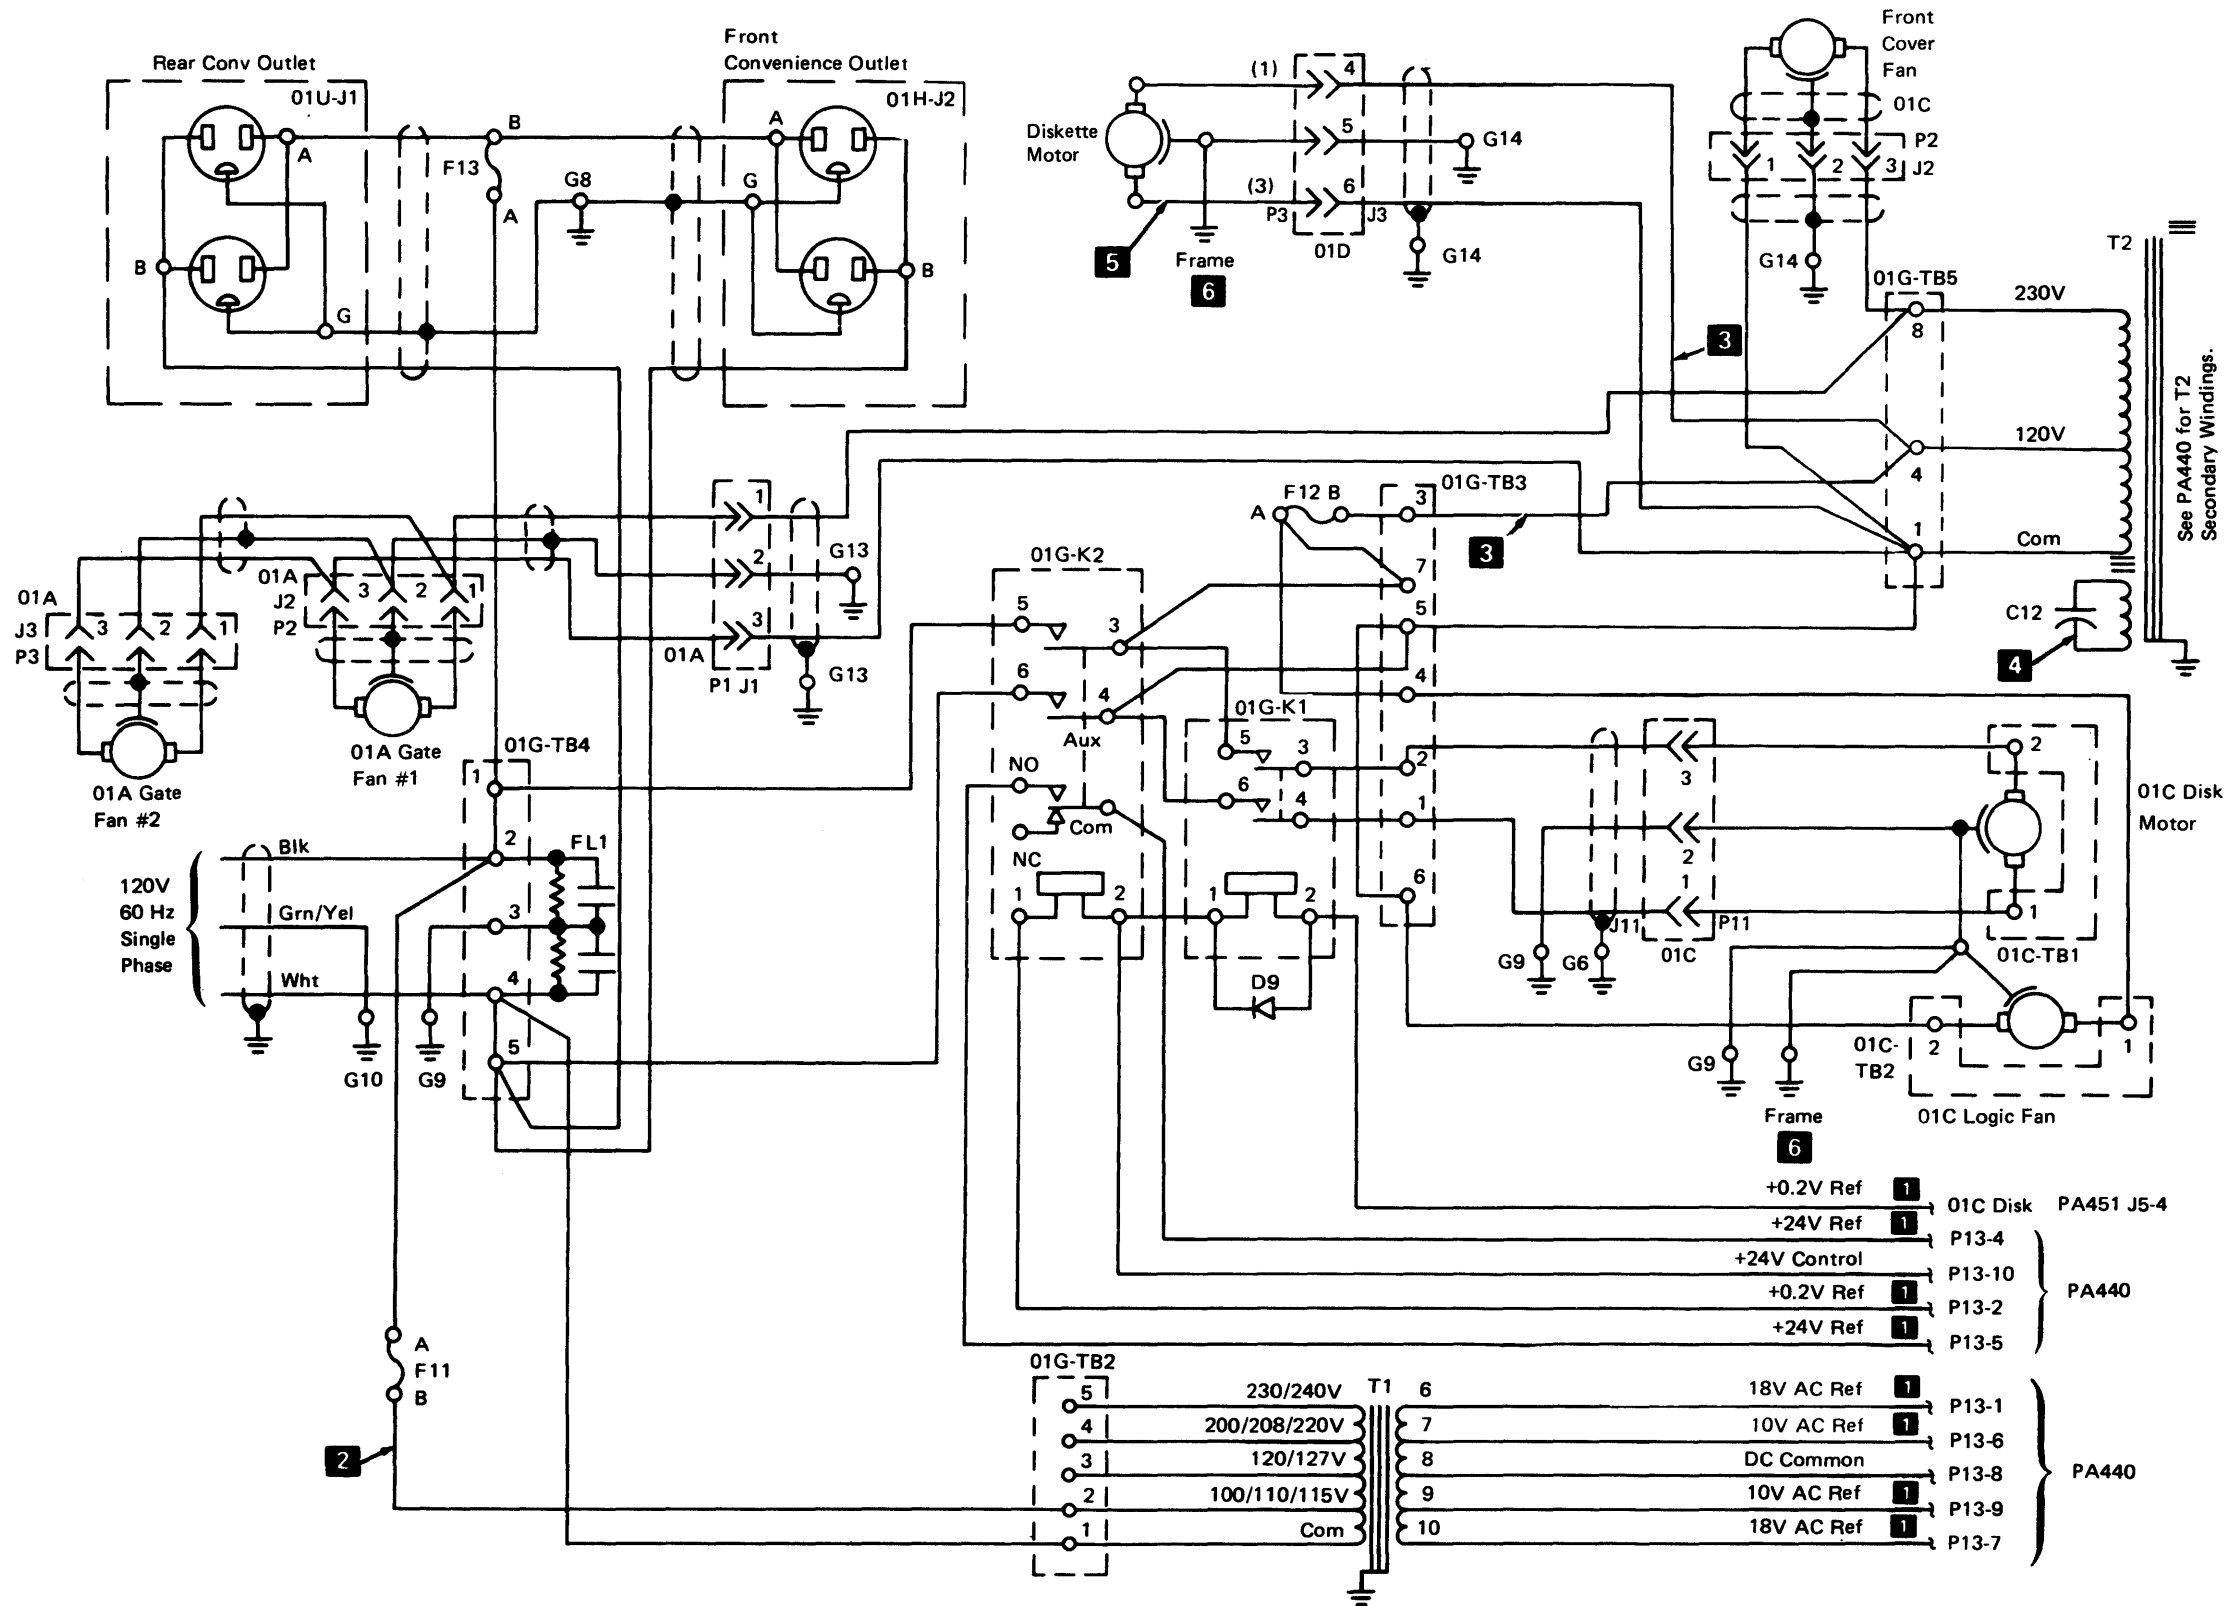 Rear Conv Outlet
01U-J1
A
B
G
F13
B
A
G8
Front
Convenience Outlet
01H-J2
A
G
B
Diskette
Motor
(1)
4
5
(3)
6
P3
J3
01D
G14
G14
5
Frame
6
Front
Cover
Fan
01C
P2
J2
1
2
3
G14
3
01G-TB5
8
4
1
230V
120V
Com
T2
See PA440 for T2
Secondary Windings.
C12
4
01A
J3
P3
3
2
1
01A
J2
P2
3
2
1
01A Gate
Fan #1
01A Gate
Fan #2
1
2
3
01A
P1
J1
G13
G13
01G-TB4
1
2
3
4
5
FL1
120V
60 Hz
Single
Phase
Blk
Grn/Yel
Wht
G10
G9
01G-K2
5
3
6
4
Aux
NO
Com
NC
1
2
01G-K1
5
3
6
4
1
2
D9
A
F12
B
01G-TB3
3
7
5
4
2
1
6
3
3
2
1
J11
P11
01C
G9
G6
2
1
01C-TB1
01C Disk
Motor
G9
Frame
6
01C-
TB2
2
1
01C Logic Fan
+0.2V Ref
1
01C Disk
PA451 J5-4
+24V Ref
1
P13-4
+24V Control
P13-10
+0.2V Ref
1
P13-2
+24V Ref
1
P13-5
PA440
A
F11
B
2
01G-TB2
5
4
3
2
1
230/240V
200/208/220V
120/127V
100/110/115V
Com
T1
6
7
8
9
10
18V AC Ref
1
P13-1
10V AC Ref
1
P13-6
DC Common
P13-8
10V AC Ref
1
P13-9
18V AC Ref
1
P13-7
PA440